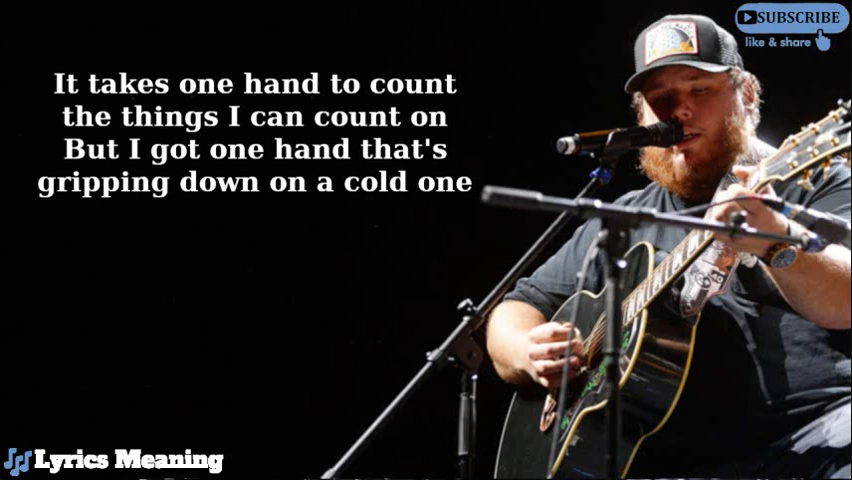 SUBSCRIBE
like & share
It takes one hand to count
the things I can count on
But I got one hand that's
gripping down on a cold one
Lyrics Meaning